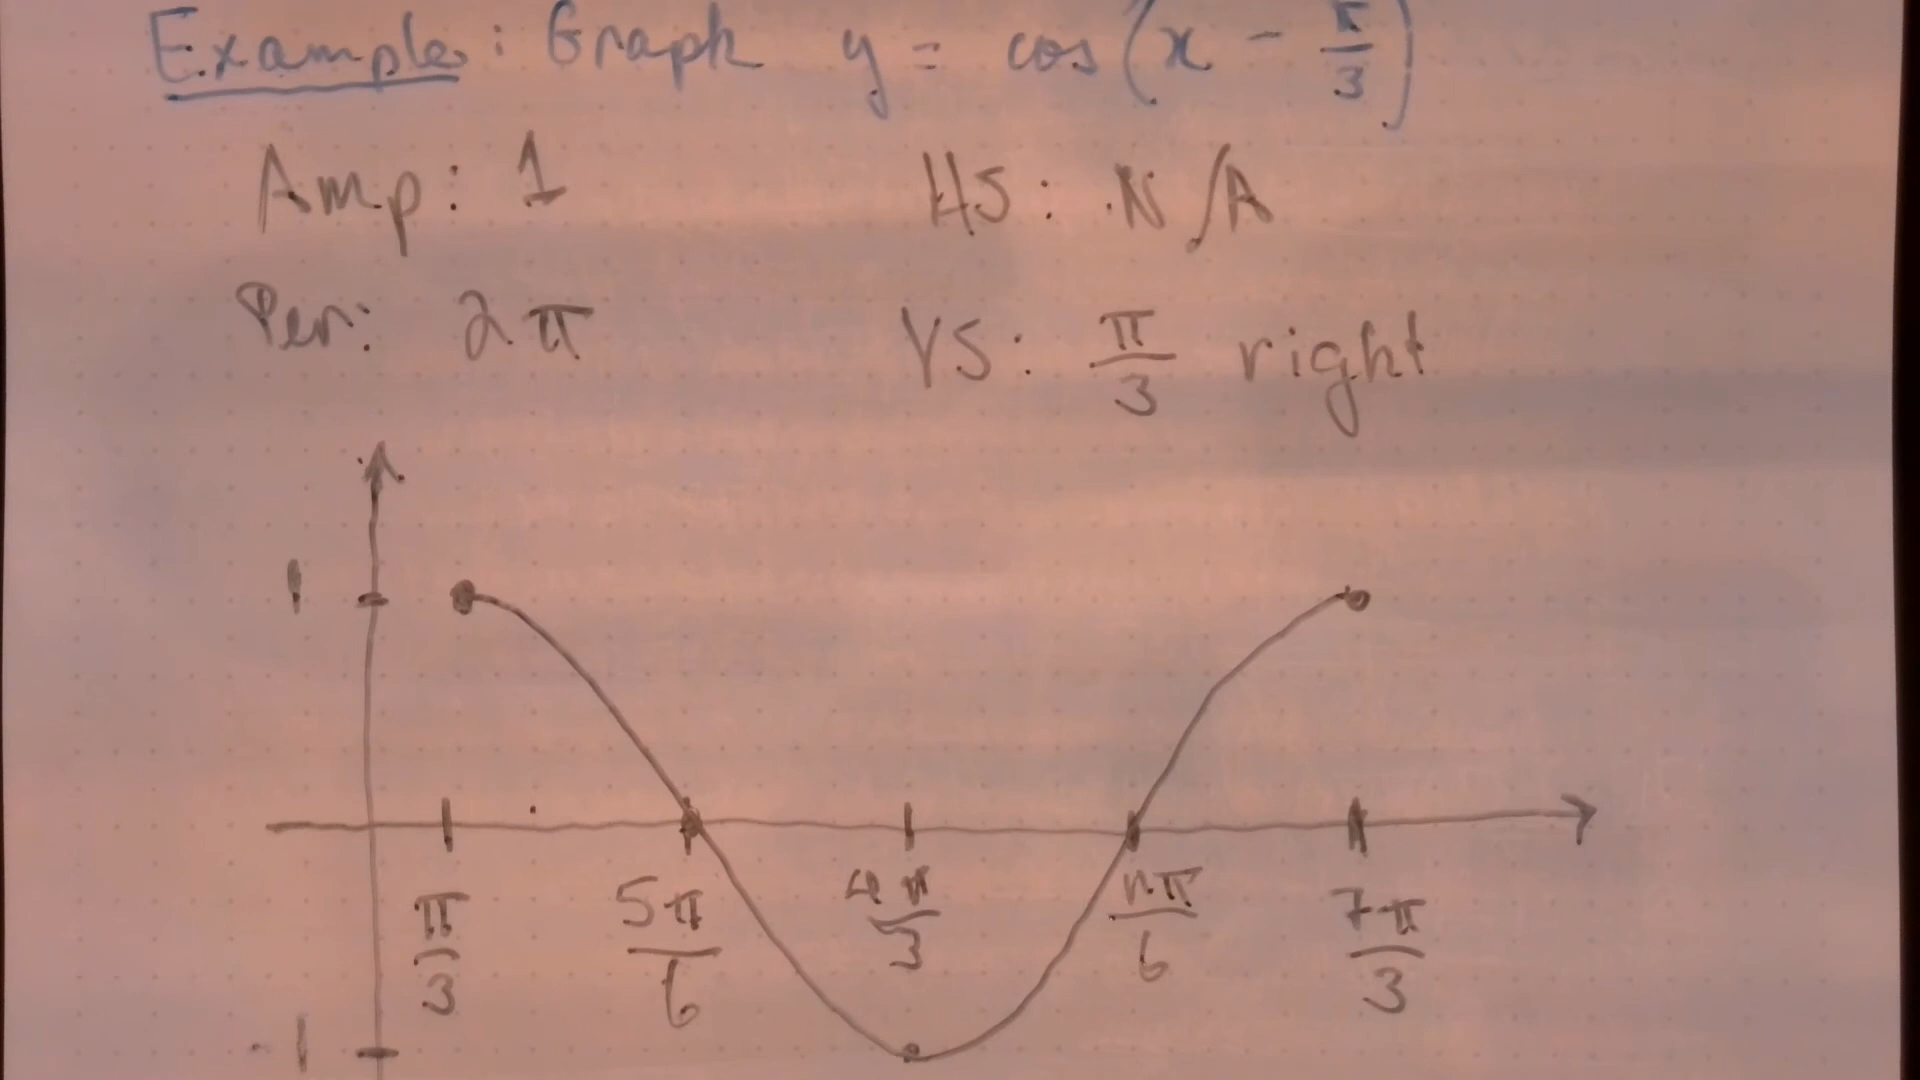 Example: Graph y = cos(x - π/3)
Amp: 1 HS: N/A
Per: 2π VS: π/3 right
1
π/3 5π/6 4π/3 11π/6 7π/3
-1